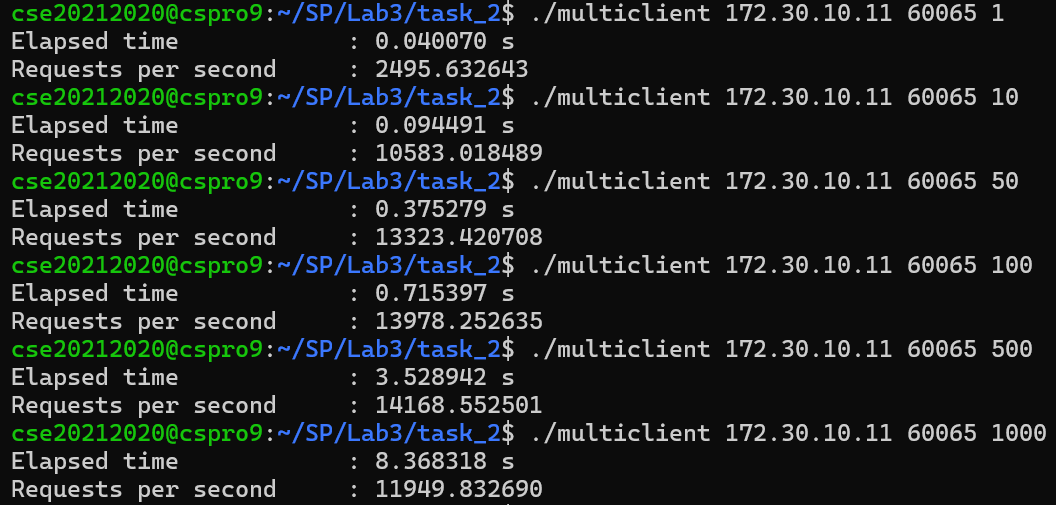 cse20212020@cspro9:~/SP/Lab3/task_2$ ./multiclient 172.30.10.11 60065 1
Elapsed time : 0.040070 s
Requests per second : 2495.632643
cse20212020@cspro9:~/SP/Lab3/task_2$ ./multiclient 172.30.10.11 60065 10
Elapsed time : 0.094491 s
Requests per second : 10583.018489
cse20212020@cspro9:~/SP/Lab3/task_2$ ./multiclient 172.30.10.11 60065 50
Elapsed time : 0.375279 s
Requests per second : 13323.420708
cse20212020@cspro9:~/SP/Lab3/task_2$ ./multiclient 172.30.10.11 60065 100
Elapsed time : 0.715397 s
Requests per second : 13978.252635
cse20212020@cspro9:~/SP/Lab3/task_2$ ./multiclient 172.30.10.11 60065 500
Elapsed time : 3.528942 s
Requests per second : 14168.552501
cse20212020@cspro9:~/SP/Lab3/task_2$ ./multiclient 172.30.10.11 60065 1000
Elapsed time : 8.368318 s
Requests per second : 11949.832690